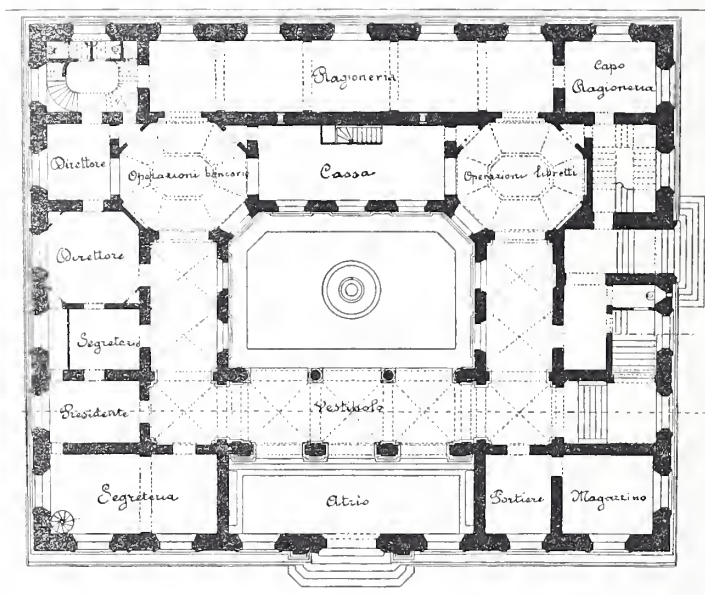 Ragioneria
Capo
Ragioneria
Direttore
Operazioni bancarie
Cassa
Operazioni libretti
Direttore
Segretario
Presidente
Vestibolo
Segreteria
Atrio
Portiere
Magazzino